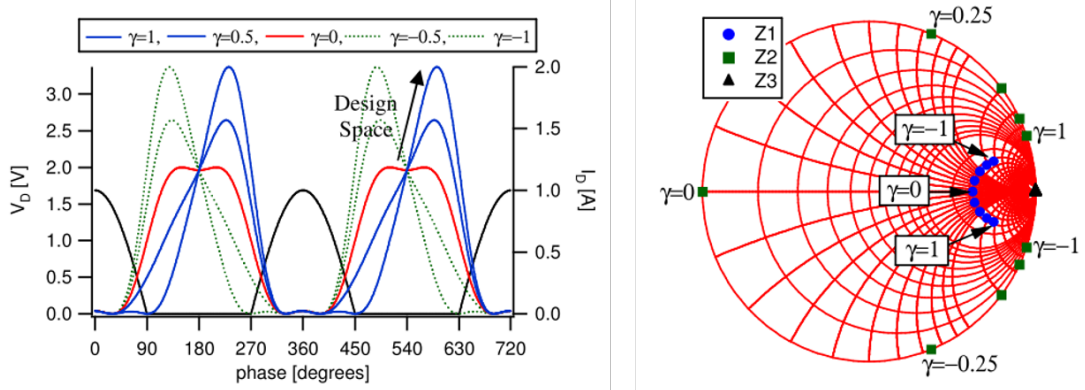 γ=1, γ=0.5, γ=0, γ=-0.5, γ=-1
3.0
2.5
2.0
1.5
1.0
0.5
0.0
V_D [V]
Design
Space
2.0
1.5
1.0
0.5
0.0
I_D [A]
0 90 180 270 360 450 540 630 720
phase [degrees]
Z1
Z2
Z3
γ=0.25
γ=-1
γ=1
γ=0
γ=0
γ=1
γ=-1
γ=-0.25